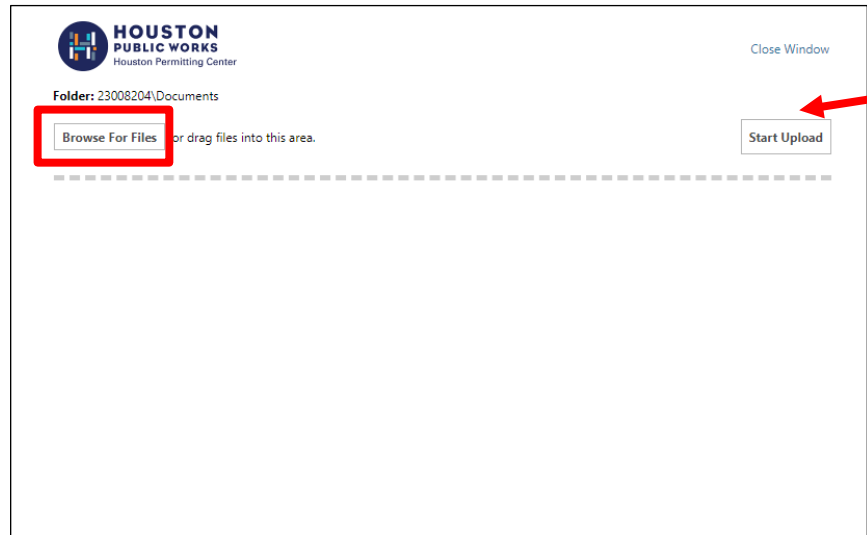 HOUSTON
PUBLIC WORKS
Houston Permitting Center
Close Window
Folder: 23008204\Documents
Browse For Files or drag files into this area.
Start Upload